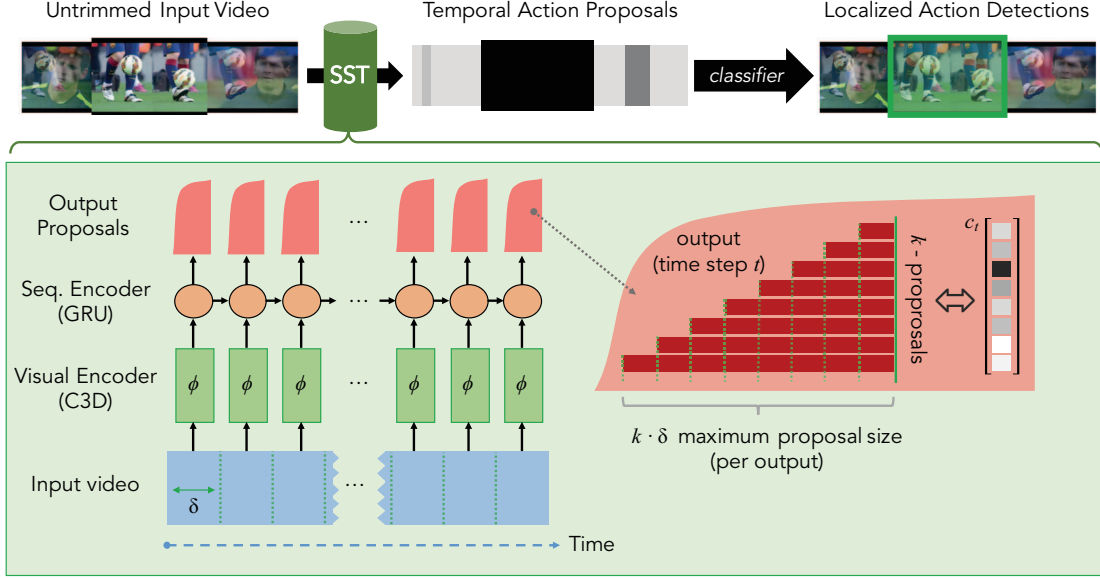 Untrimmed Input Video
Temporal Action Proposals
Localized Action Detections
SST
classifier
Output
Proposals
...
output
(time step t)
k - proprosals
c_t
Seq. Encoder
(GRU)
...
Visual Encoder
(C3D)
ϕ ϕ ϕ ... ϕ ϕ ϕ
k · δ maximum proposal size
(per output)
Input video
...
δ
Time